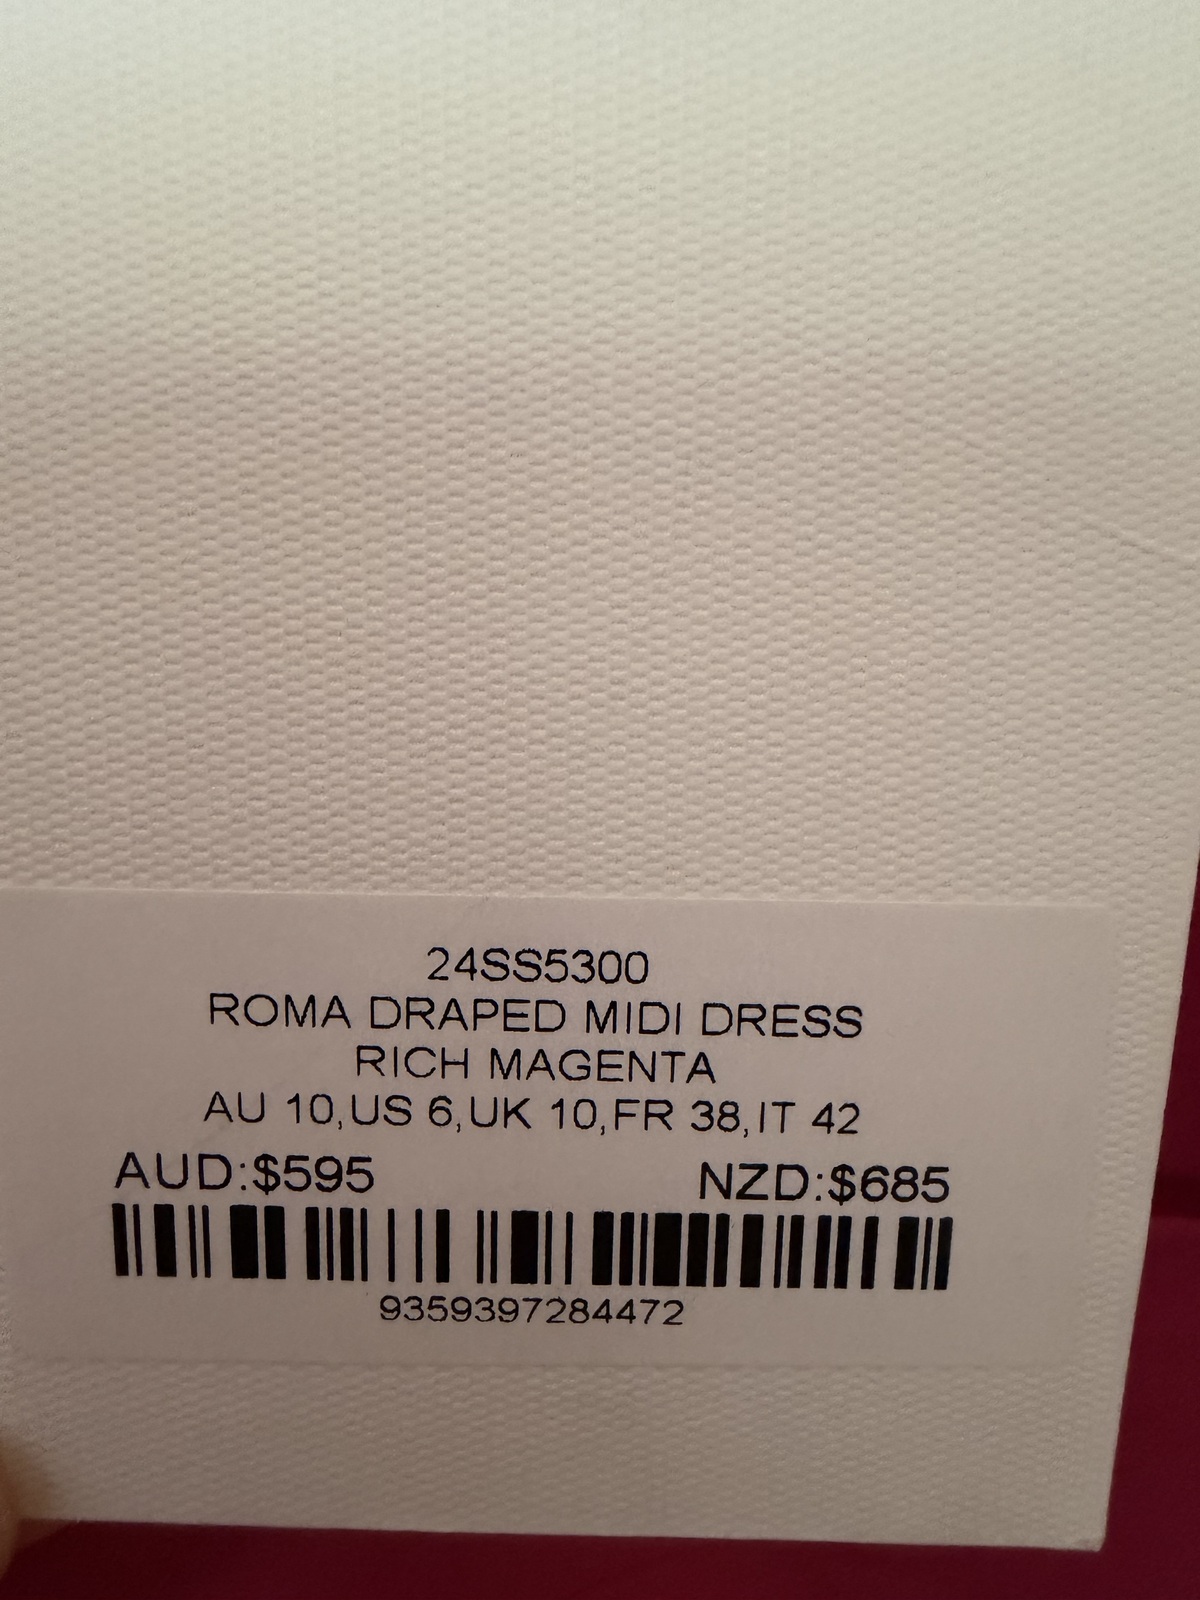 24SS5300
ROMA DRAPED MIDI DRESS
RICH MAGENTA
AU 10,US 6,UK 10,FR 38,IT 42
AUD:$595 NZD:$685
9359397284472